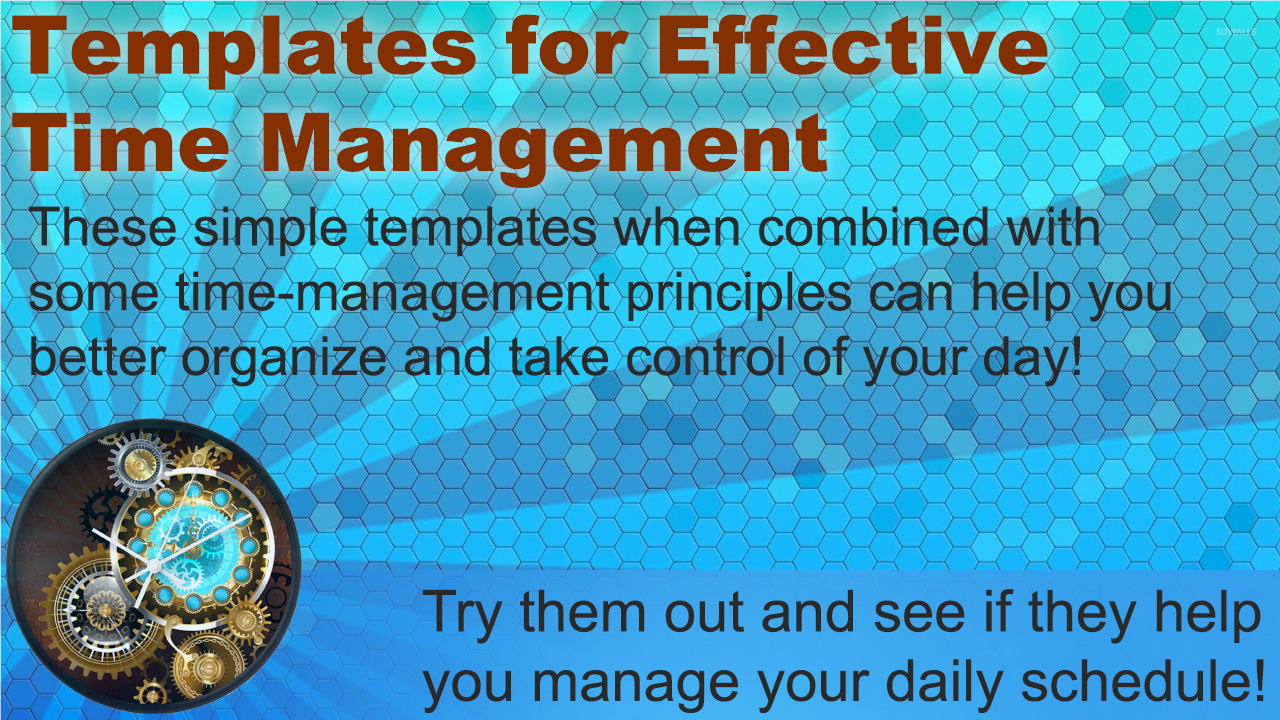 SUWALLS
Templates for Effective
Time Management
These simple templates when combined with
some time-management principles can help you
better organize and take control of your day!
Try them out and see if they help
you manage your daily schedule!